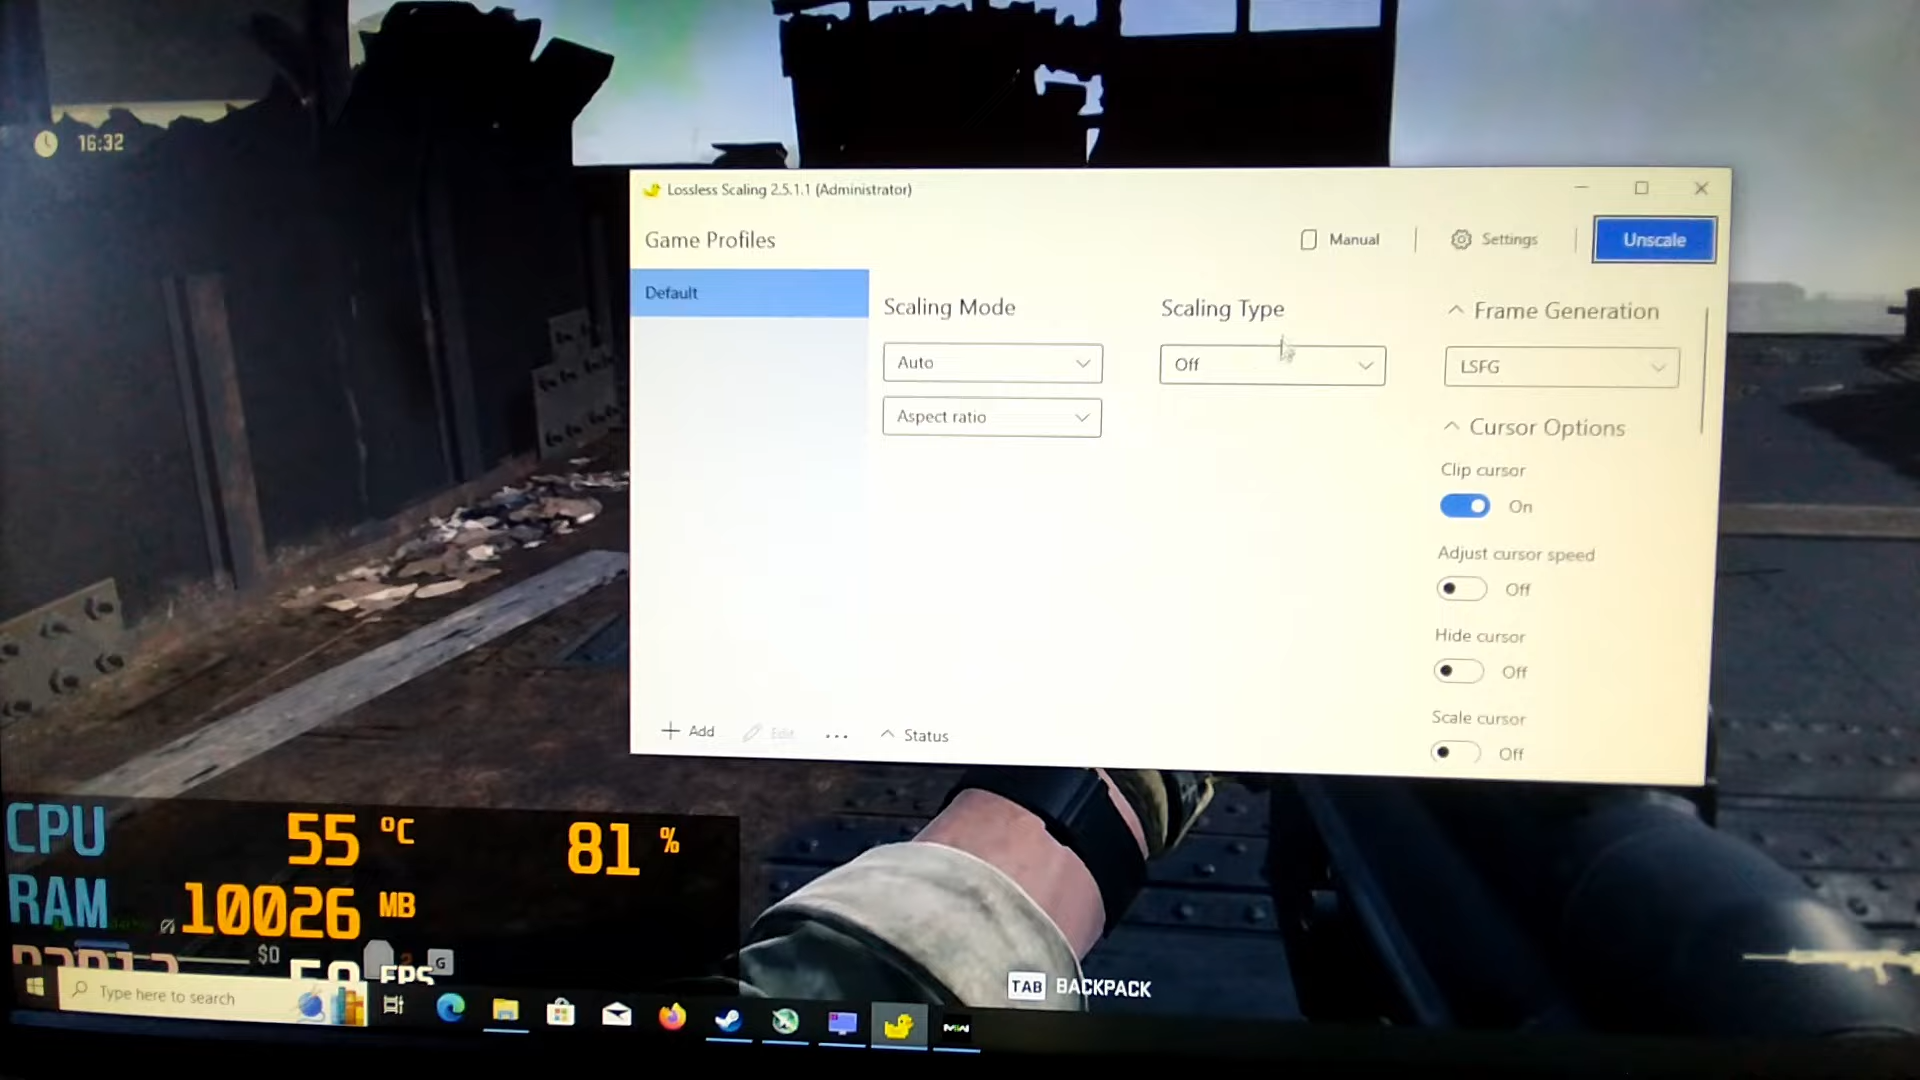 16:32
Lossless Scaling 2.5.1.1 (Administrator)
Game Profiles
Manual
Settings
Unscale
Default
Scaling Mode
Scaling Type
Frame Generation
Auto
Off
LSFG
Aspect ratio
Cursor Options
Clip cursor
On
Adjust cursor speed
Off
Hide cursor
Off
Scale cursor
Off
Add
Edit
...
Status
CPU 55 °C 81 %
RAM 10026 MB
$0
G
FPS
TAB BACKPACK
Type here to search